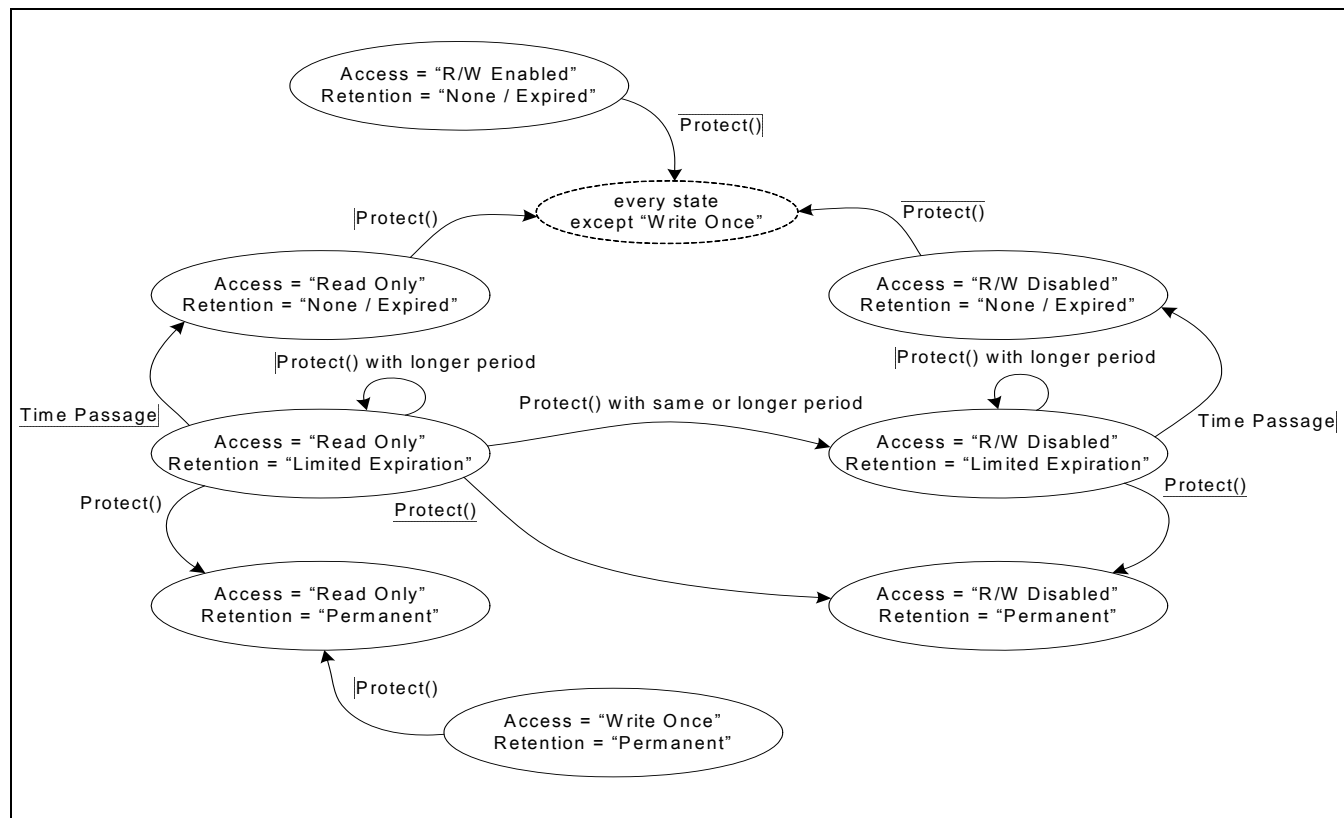 Access = “R/W Enabled”
Retention = “None / Expired”
Protect()
every state
except “Write Once”
Protect()
Protect()
Access = “Read Only”
Retention = “None / Expired”
Access = “R/W Disabled”
Retention = “None / Expired”
Protect() with longer period
Protect() with longer period
Time Passage
Protect() with same or longer period
Time Passage
Access = “Read Only”
Retention = “Limited Expiration”
Access = “R/W Disabled”
Retention = “Limited Expiration”
Protect()
Protect()
Protect()
Access = “Read Only”
Retention = “Permanent”
Access = “R/W Disabled”
Retention = “Permanent”
Protect()
Access = “Write Once”
Retention = “Permanent”